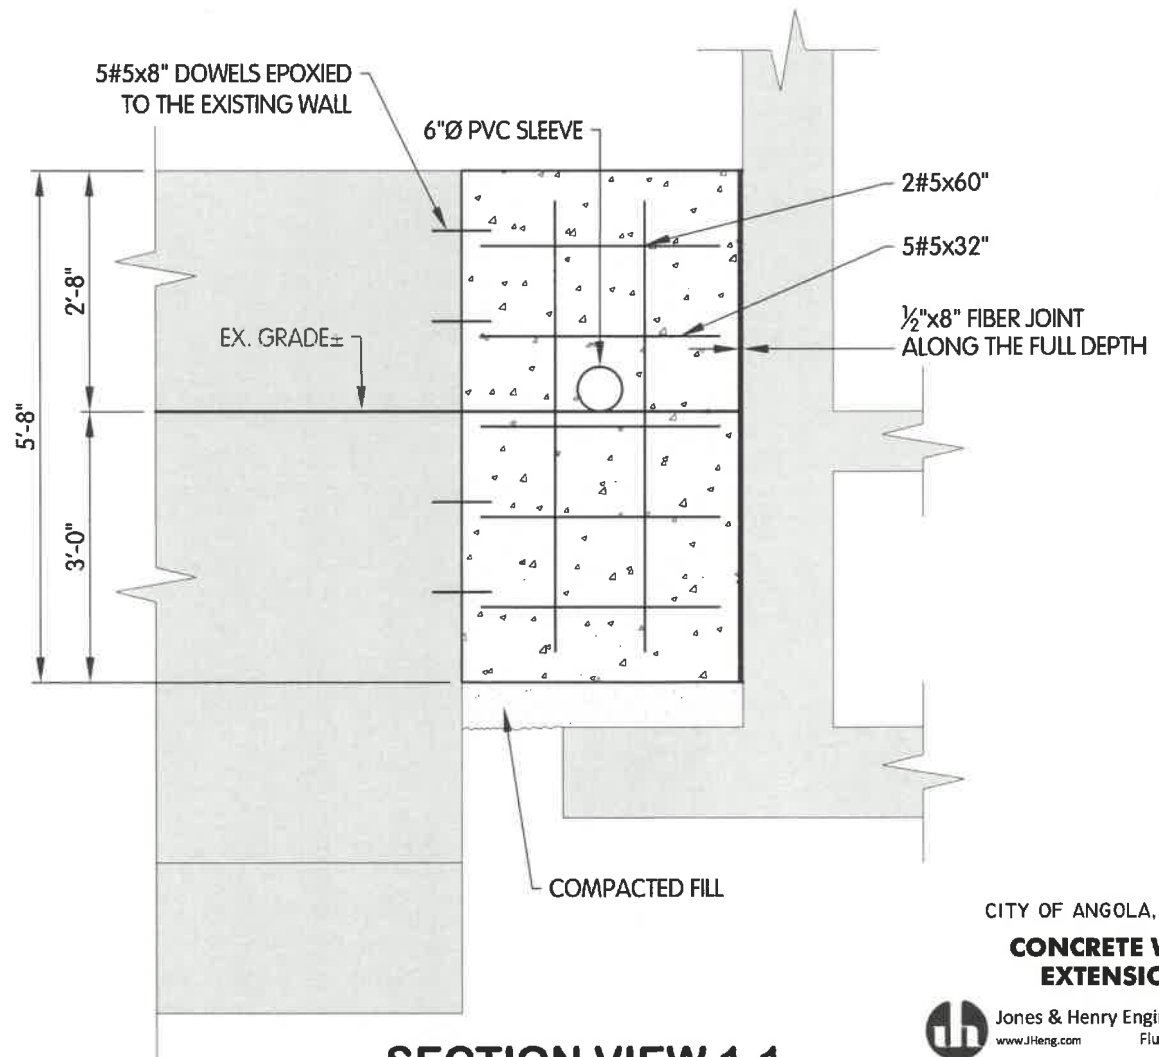 5#5x8" DOWELS EPOXIED
TO THE EXISTING WALL
6"Ø PVC SLEEVE
2#5x60"
5#5x32"
½"x8" FIBER JOINT
ALONG THE FULL DEPTH
EX. GRADE±
2'-8"
5'-8"
3'-0"
COMPACTED FILL
CITY OF ANGOLA,
CONCRETE
EXTENSIO
jh
Jones & Henry Engi
www.JHeng.com Flu
SECTION VIEW 1-1